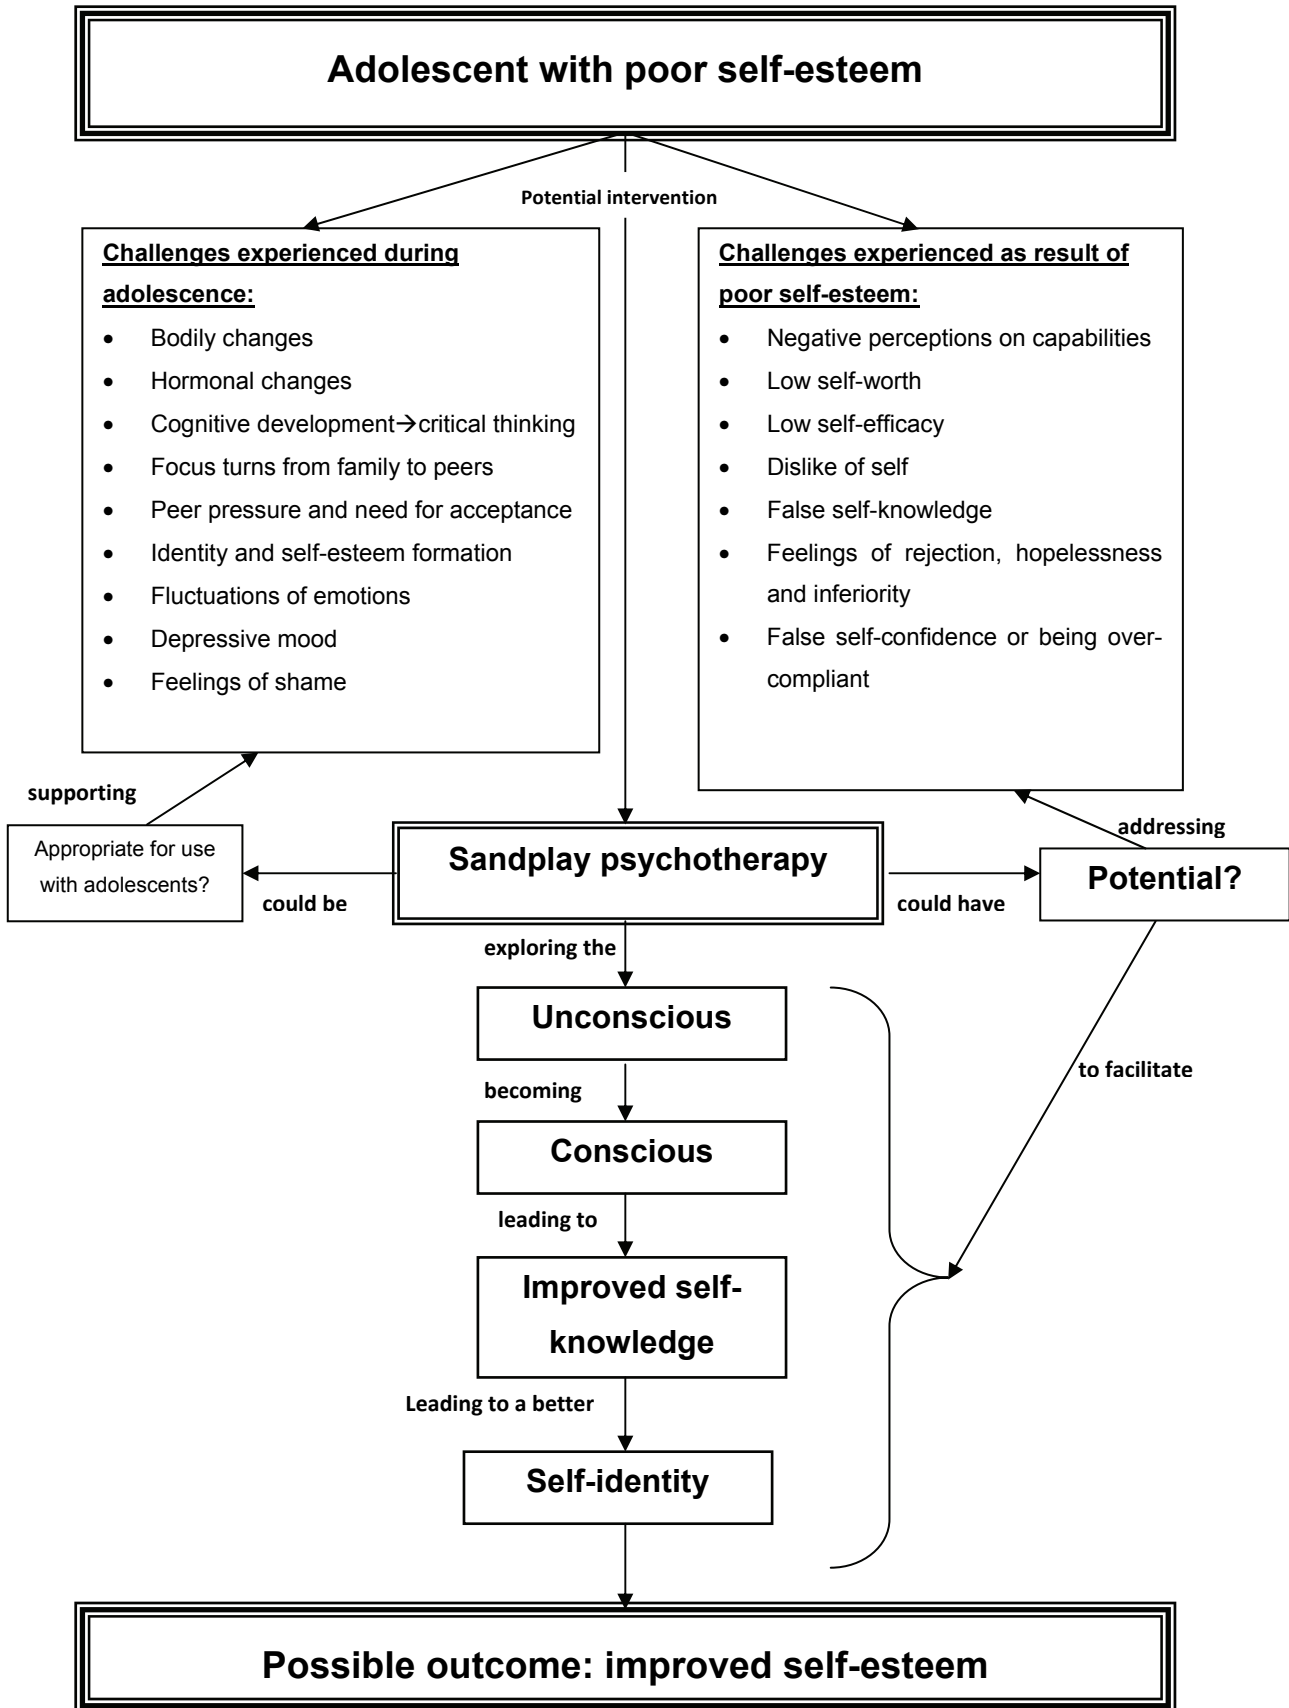 Adolescent with poor self-esteem
Potential intervention
Challenges experienced during
adolescence:
• Bodily changes
• Hormonal changes
• Cognitive development→critical thinking
• Focus turns from family to peers
• Peer pressure and need for acceptance
• Identity and self-esteem formation
• Fluctuations of emotions
• Depressive mood
• Feelings of shame
Challenges experienced as result of
poor self-esteem:
• Negative perceptions on capabilities
• Low self-worth
• Low self-efficacy
• Dislike of self
• False self-knowledge
• Feelings of rejection, hopelessness
and inferiority
• False self-confidence or being over-
compliant
supporting
addressing
Appropriate for use
with adolescents?
could be
Sandplay psychotherapy
could have
Potential?
exploring the
Unconscious
to facilitate
becoming
Conscious
leading to
Improved self-
knowledge
Leading to a better
Self-identity
Possible outcome: improved self-esteem